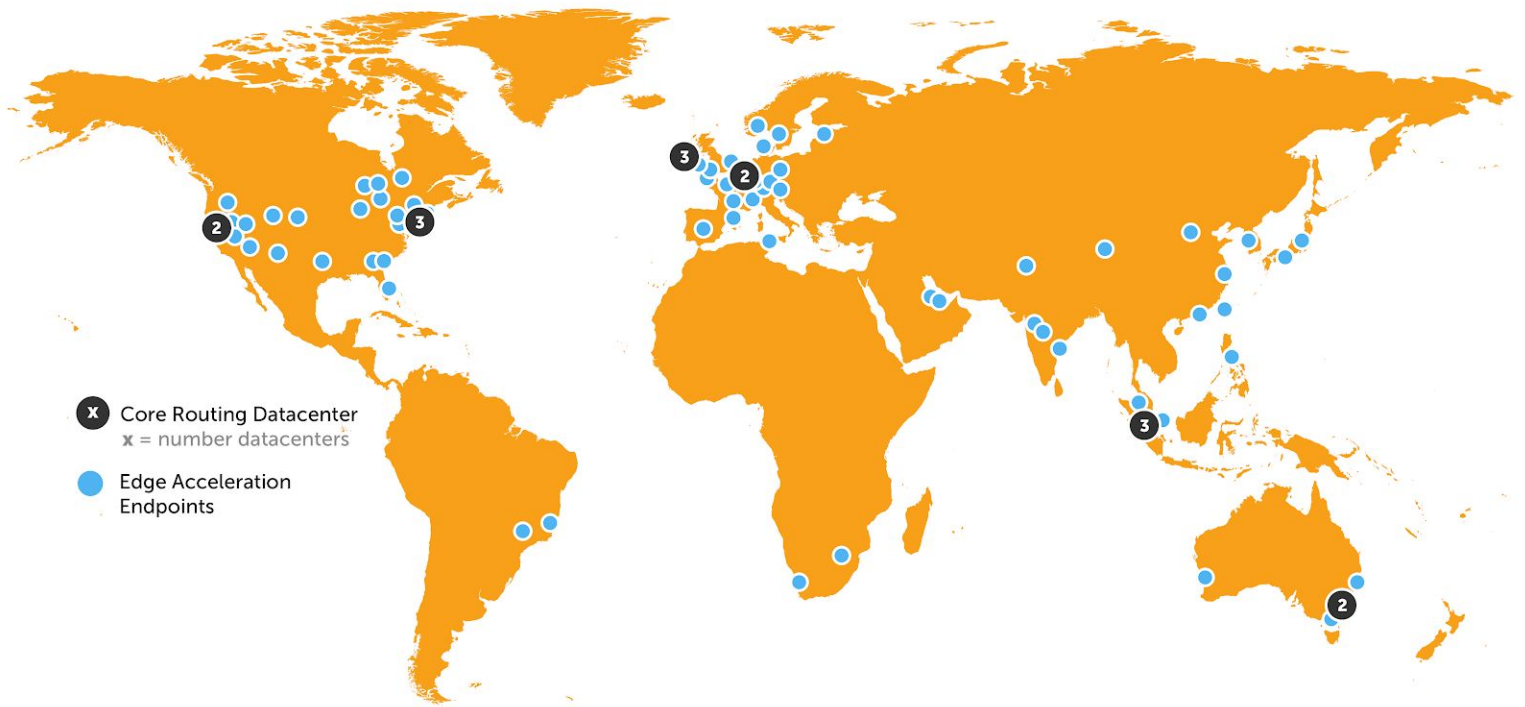 3
2
2
3
x Core Routing Datacenter
x = number datacenters
3
Edge Acceleration
Endpoints
2